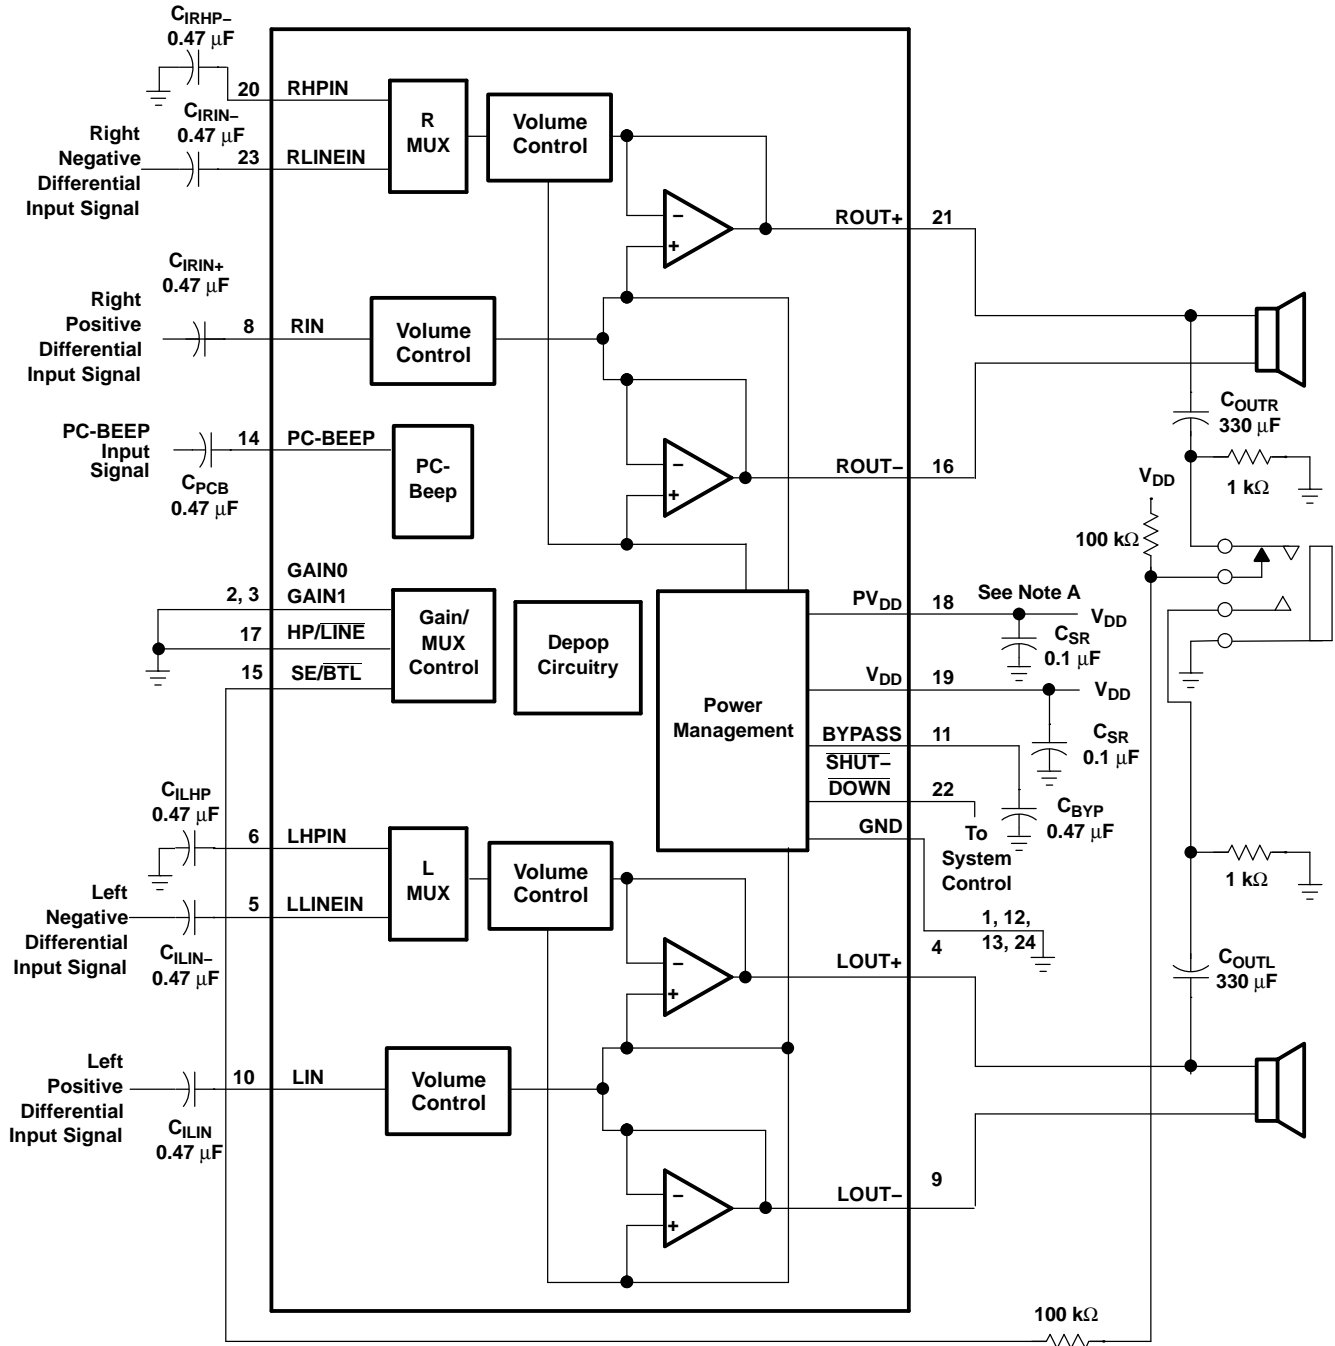 C_IRHP–
0.47 μF
20
RHPIN
C_IRIN–
0.47 μF
Right
Negative
Differential
Input Signal
23
RLINEIN
R
MUX
Volume
Control
–
+
ROUT+
21
C_IRIN+
0.47 μF
Right
Positive
Differential
Input Signal
8
RIN
Volume
Control
PC-BEEP
Input
Signal
14
PC-BEEP
C_PCB
0.47 μF
PC-
Beep
–
+
ROUT–
16
C_OUTR
330 μF
1 kΩ
V_DD
100 kΩ
GAIN0
2, 3
GAIN1
17
HP/LINE
15
SE/BTL
Gain/
MUX
Control
Depop
Circuitry
Power
Management
PV_DD
18
See Note A
V_DD
C_SR
0.1 μF
V_DD
19
V_DD
C_SR
0.1 μF
BYPASS
11
SHUT–
DOWN
22
C_BYP
0.47 μF
GND
To
System
Control
1, 12,
13, 24
C_ILHP
0.47 μF
6
LHPIN
L
MUX
Volume
Control
Left
Negative
Differential
Input Signal
5
LLINEIN
C_ILIN–
0.47 μF
–
+
LOUT+
4
1 kΩ
C_OUTL
330 μF
Left
Positive
Differential
Input Signal
10
LIN
C_ILIN
0.47 μF
Volume
Control
–
+
LOUT–
9
100 kΩ